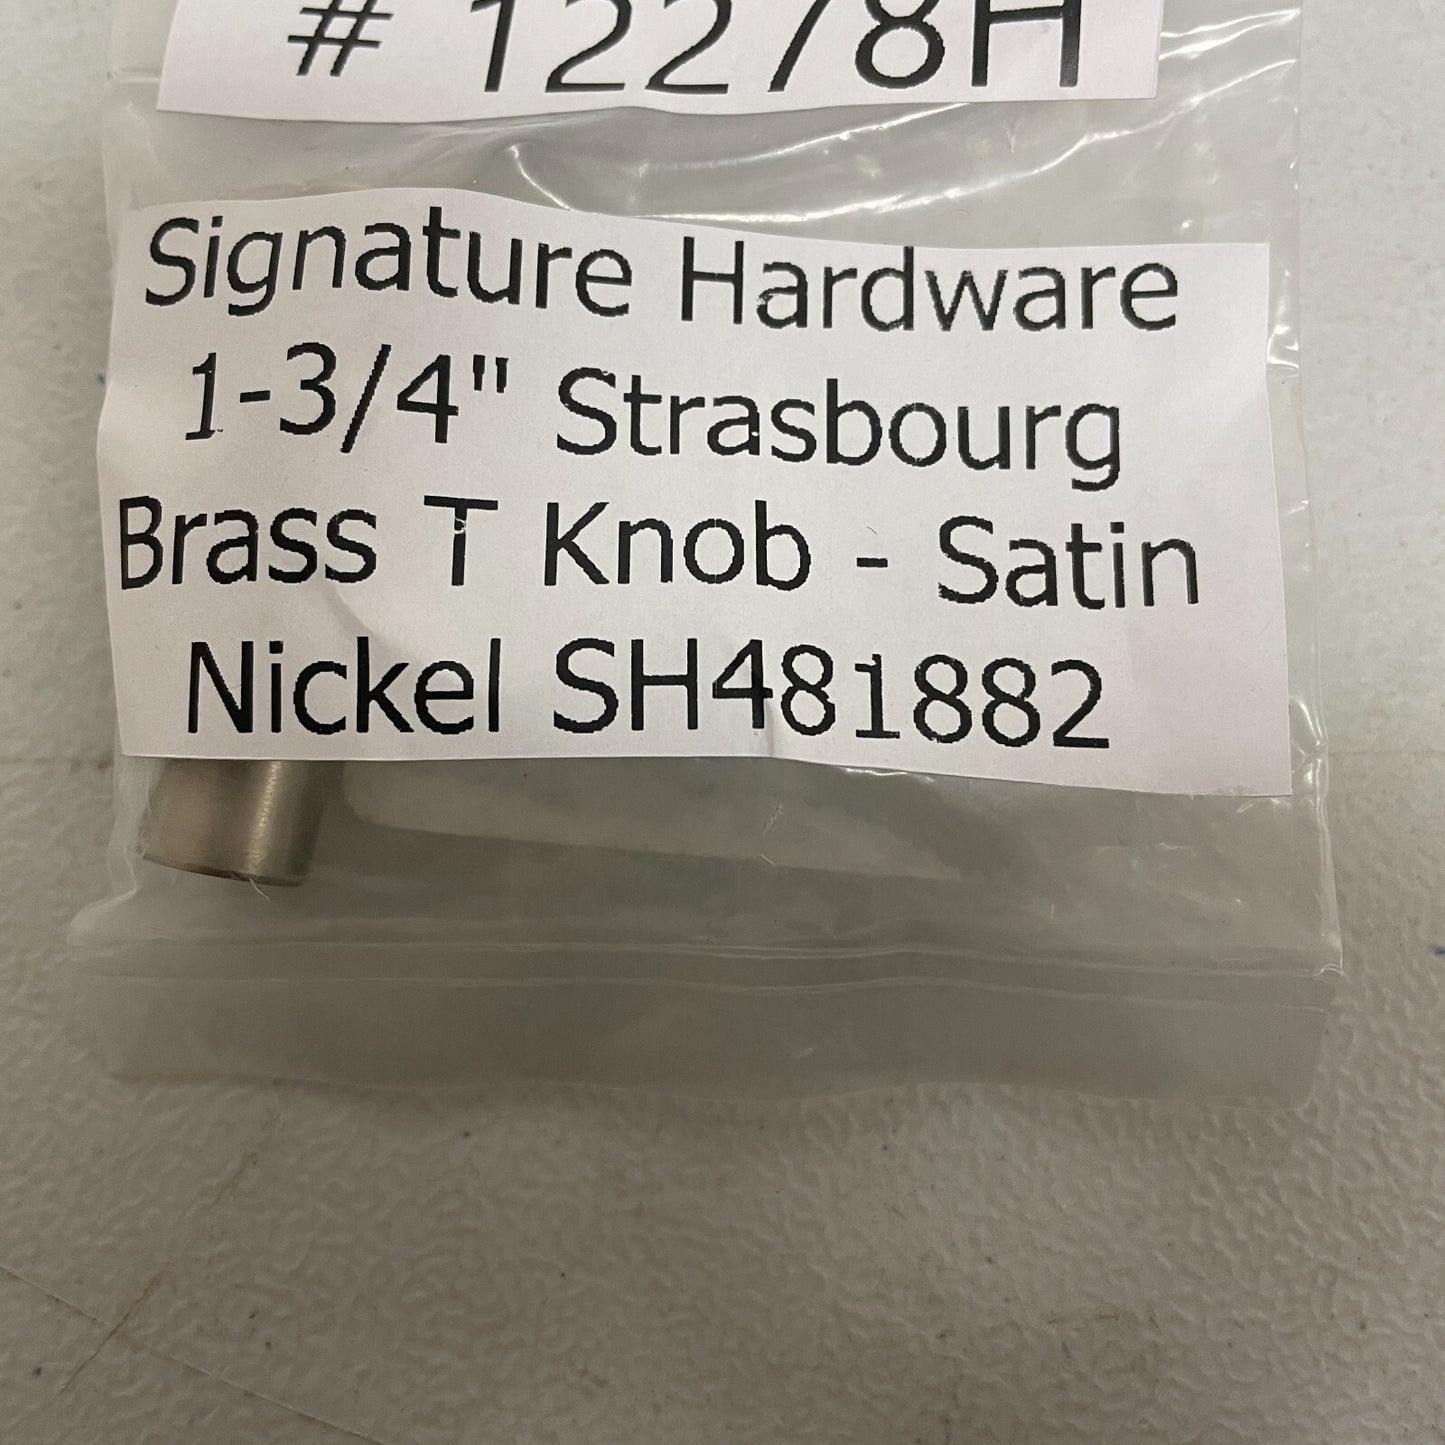 # 12278H
Signature Hardware
1-3/4" Strasbourg
Brass T Knob - Satin
Nickel SH481882